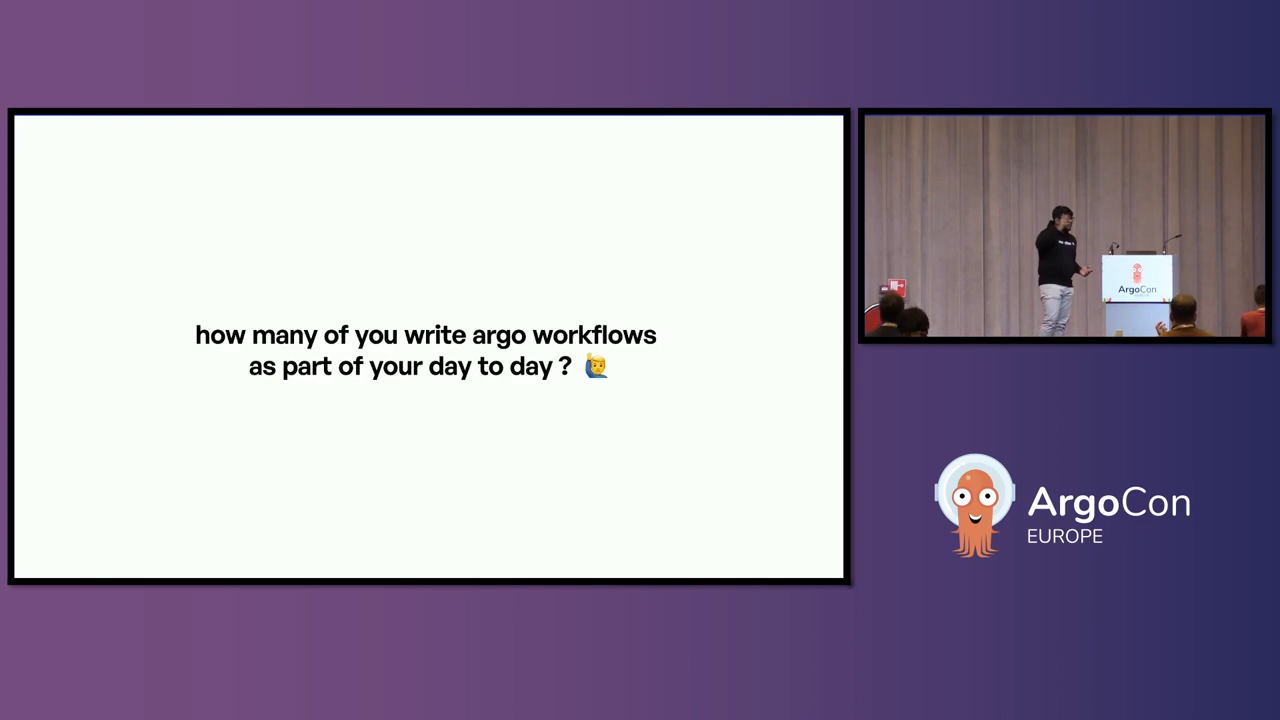 how many of you write argo workflows
as part of your day to day ? 🙋‍♂️
ArgoCon
ArgoCon
EUROPE